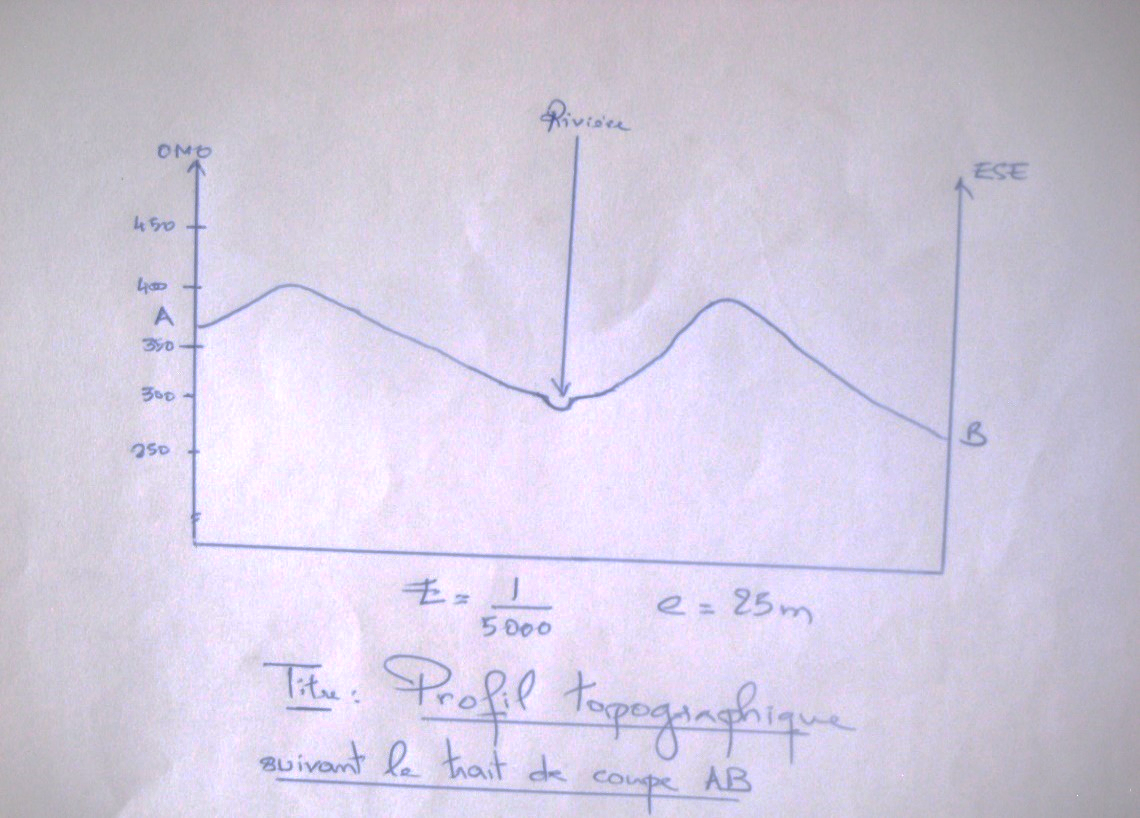 Rivière
ONO
ESE
450
400
A
350
300
250
B
E = 1/5000
e = 25m
Titre: Profil topographique
suivant le trait de coupe AB